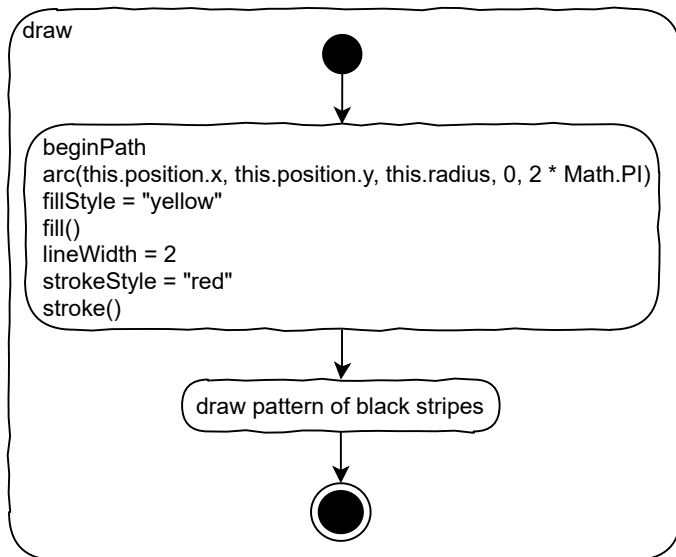 draw
beginPath
arc(this.position.x, this.position.y, this.radius, 0, 2 * Math.PI)
fillStyle = "yellow"
fill()
lineWidth = 2
strokeStyle = "red"
stroke()
draw pattern of black stripes